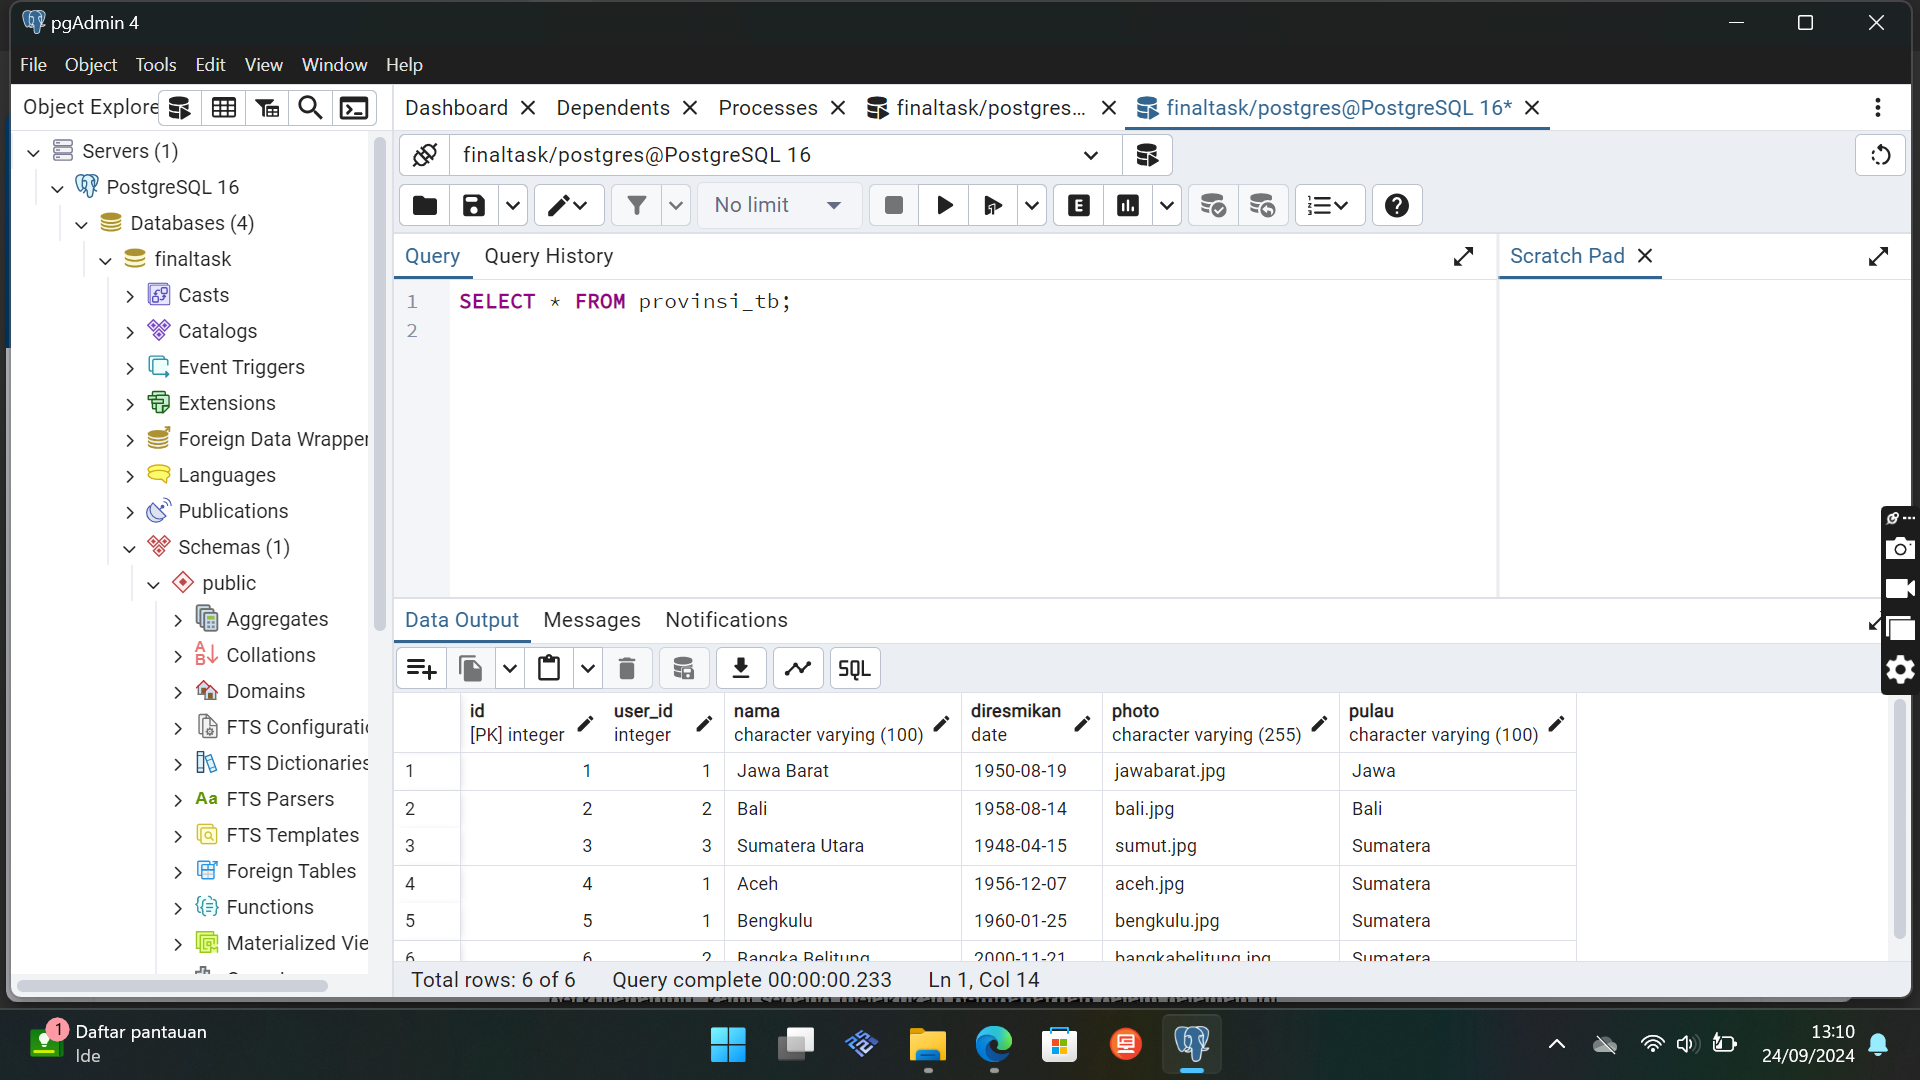 pgAdmin 4
File Object Tools Edit View Window Help
Object Explore
Servers (1)
PostgreSQL 16
Databases (4)
finaltask
Casts
Catalogs
Event Triggers
Extensions
Foreign Data Wrapper
Languages
Publications
Schemas (1)
public
Aggregates
Collations
Domains
FTS Configuratio
FTS Dictionaries
Aa FTS Parsers
FTS Templates
Foreign Tables
Functions
Materialized Vie
Dashboard Dependents Processes finaltask/postgres... finaltask/postgres@PostgreSQL 16*
finaltask/postgres@PostgreSQL 16
No limit
E
Query Query History
Scratch Pad
1 SELECT * FROM provinsi_tb;
2
Data Output Messages Notifications
SQL
id user_id nama diresmikan photo pulau
[PK] integer integer character varying (100) date character varying (255) character varying (100)
1 1 1 Jawa Barat 1950-08-19 jawabarat.jpg Jawa
2 2 2 Bali 1958-08-14 bali.jpg Bali
3 3 3 Sumatera Utara 1948-04-15 sumut.jpg Sumatera
4 4 1 Aceh 1956-12-07 aceh.jpg Sumatera
5 5 1 Bengkulu 1960-01-25 bengkulu.jpg Sumatera
6 6 2 Bangka Belitung 2000-11-21 bangkabelitung.jpg Sumatera
Total rows: 6 of 6 Query complete 00:00:00.233 Ln 1, Col 14
1 Daftar pantauan
Ide
13:10
24/09/2024